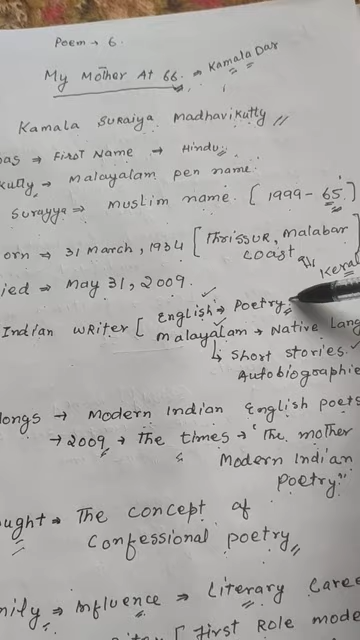 Poem → 6.
My Mother At 66. → Kamala Das
Kamala Suraiya Madhavikutty
Das ⇒ First Name → Hindu
kutty → Malayalam pen name.
Surayya ⇒ Muslim name. [1999 - 65]
Born → 31 March, 1934 [Thrissur, Malabar
Coast
Kerala
Died → May 31, 2009.
Indian writer [ English → Poetry
Malayalam → Native Lang
↳ Short stories.
Autobiographie
longs → Modern Indian English poets
→ 2009 → The times → "The mother
Modern Indian
Poetry"
ought → The concept of
Confessional poetry
mily → Influence → Literary Caree
[First Role mode